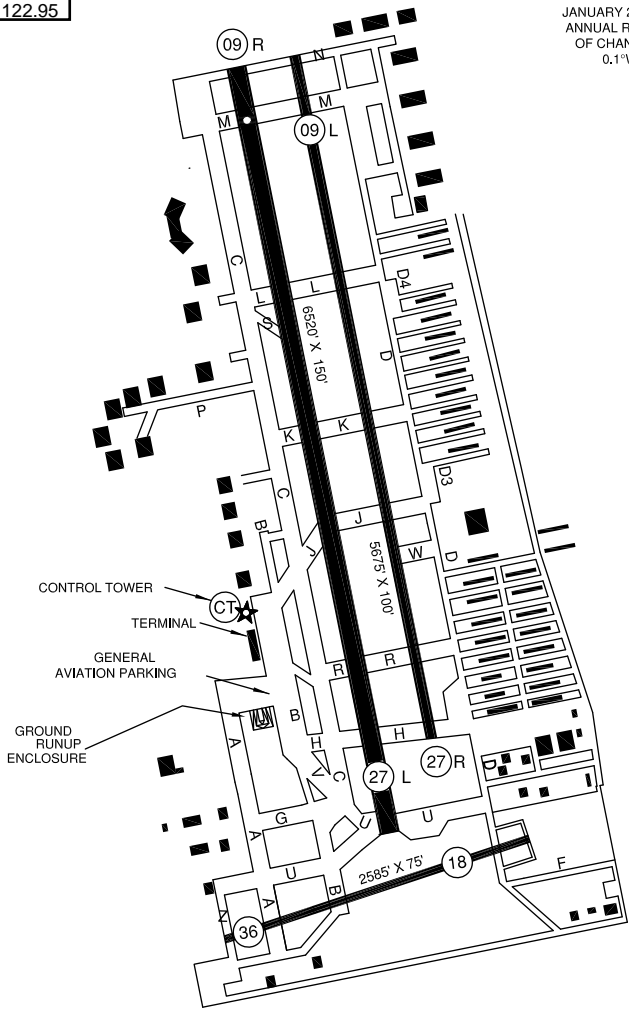 122.95
JANUARY 2
ANNUAL R
OF CHAN
0.1°W
09 R
N
M
M
09 L
C
L
L
S
D4
6520' X 150'
D
P
K
K
D3
C
J
B
J
W
D
5675' X 100'
CONTROL TOWER
CT
TERMINAL
GENERAL
AVIATION PARKING
R
R
B
GROUND
RUNUP
ENCLOSURE
A
H
H
V
C
27 L
27 R
D
G
U
U
A
U
2585' X 75'
18
F
A
B
Z
36